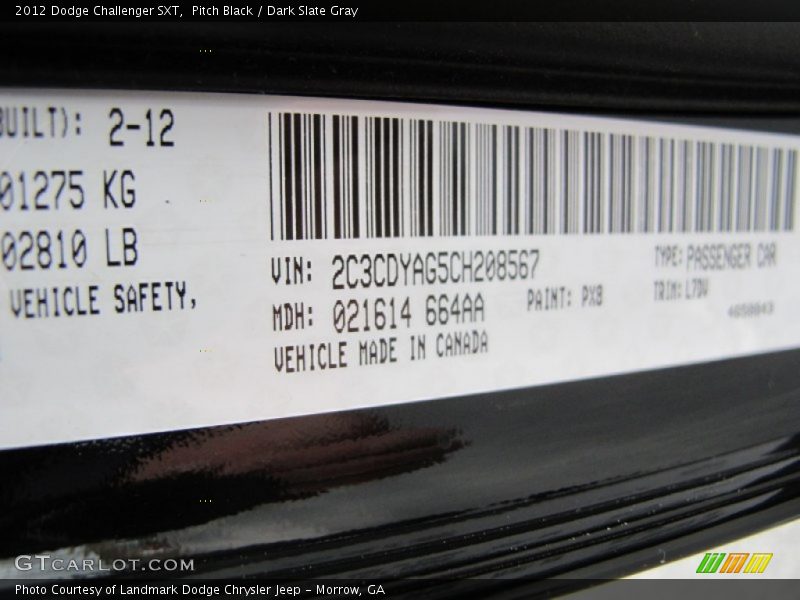 2012 Dodge Challenger SXT,  Pitch Black / Dark Slate Gray
BUILT): 2-12
01275 KG
02810 LB
VEHICLE SAFETY,
VIN: 2C3CDYAG5CH208567
TYPE: PASSENGER CAR
MDH: 021614 664AA
PAINT: PX8
TRIM: L7DV
VEHICLE MADE IN CANADA
GTCARLOT.COM
Photo Courtesy of Landmark Dodge Chrysler Jeep - Morrow, GA